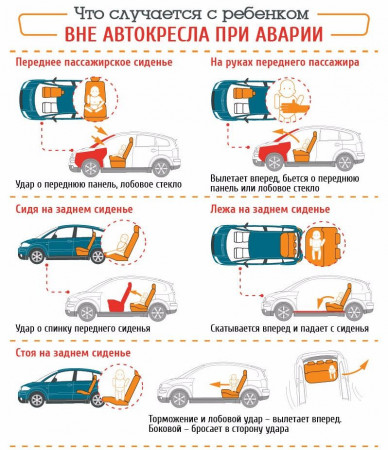 Что случается с ребенком
ВНЕ АВТОКРЕСЛА ПРИ АВАРИИ
Переднее пассажирское сиденье
На руках переднего пассажира
Удар о переднюю панель, лобовое стекло
Вылетает вперед, бьется о переднюю
панель или лобовое стекло
Сидя на заднем сиденье
Лежа на заднем сиденье
Удар о спинку переднего сиденья
Скатывается вперед и падает с сиденья
Стоя на заднем сиденье
Торможение и лобовой удар – вылетает вперед.
Боковой – бросает в сторону удара